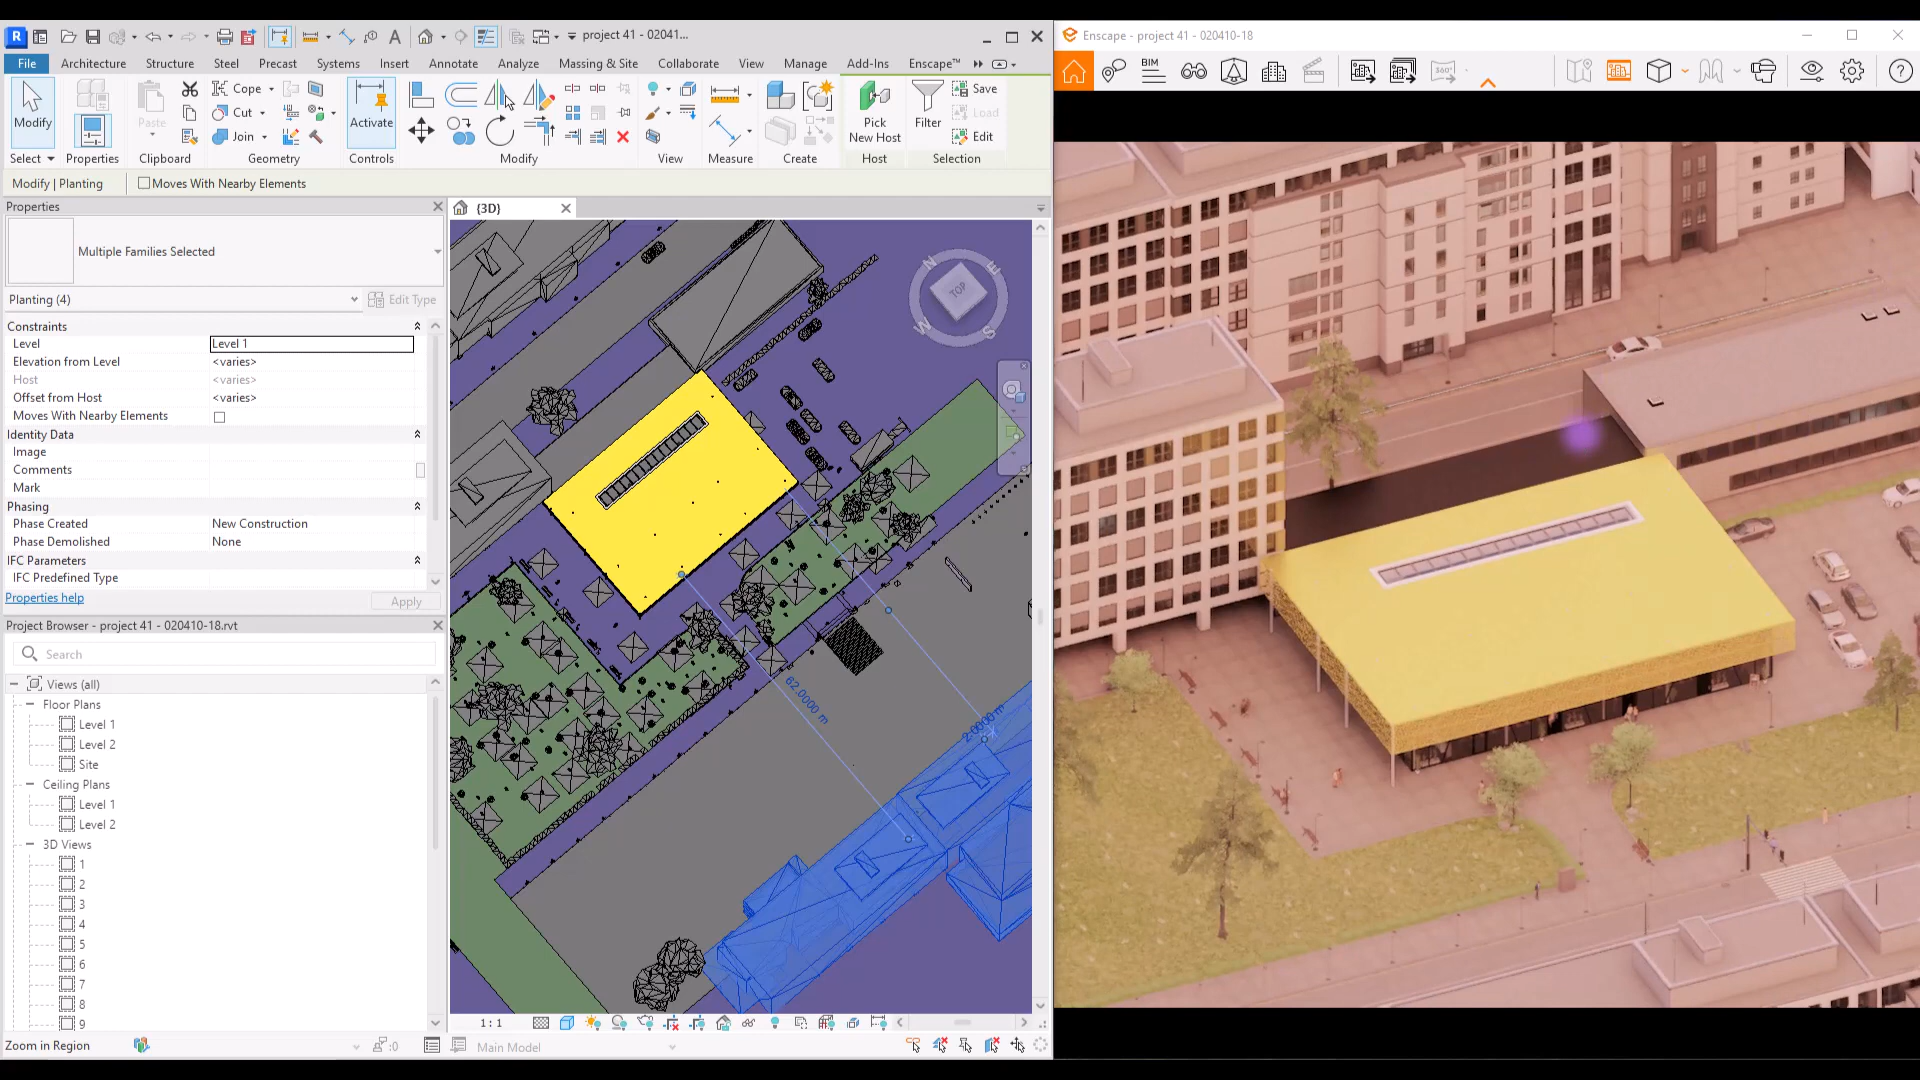 R
project 41 - 02041...
Enscape - project 41 - 020410-18
File Architecture Structure Steel Precast Systems Insert Annotate Analyze Massing & Site Collaborate View Manage Add-Ins Enscape™
Modify
Select
Properties
Paste
Clipboard
Cope
Cut
Join
Geometry
Activate
Controls
Modify
View
Measure
Create
Pick
New Host
Host
Filter
Save
Load
Edit
Selection
BIM
360°
?
Modify | Planting
Moves With Nearby Elements
Properties
Multiple Families Selected
Planting (4)
Edit Type
Constraints
Level Level 1
Elevation from Level <varies>
Host <varies>
Offset from Host <varies>
Moves With Nearby Elements
Identity Data
Image
Comments
Mark
Phasing
Phase Created New Construction
Phase Demolished None
IFC Parameters
IFC Predefined Type
Properties help
Apply
Project Browser - project 41 - 020410-18.rvt
Search
Views (all)
Floor Plans
Level 1
Level 2
Site
Ceiling Plans
Level 1
Level 2
3D Views
1
2
3
4
5
6
7
8
9
{3D}
TOP
N
E
S
W
62.0000 m
2.0000 m
1 : 1
Zoom in Region
:0
Main Model